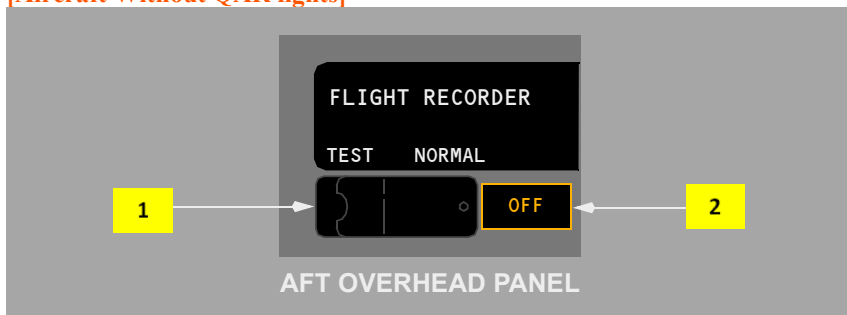 [Aircraft Without QAR lights]
FLIGHT RECORDER
TEST NORMAL
1 OFF 2
AFT OVERHEAD PANEL